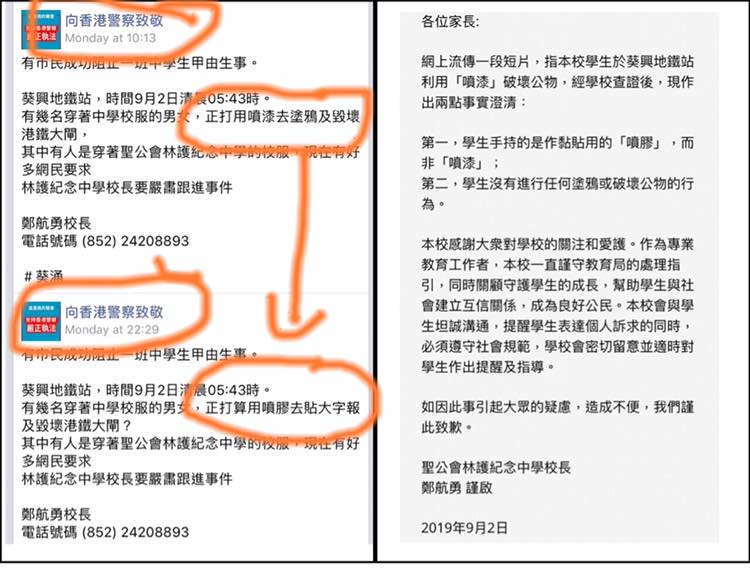 向香港警察致敬
Monday at 10:13
有市民成功阻止一班中學生甲由生事。
葵興地鐵站，時間9月2日清晨05:43時。
有幾名穿著中學校服的男女，正打用噴漆去塗鴉及毀壞
港鐵大閘，
其中有人是穿著聖公會林護紀念中學的校服，現在有好
多網民要求
林護紀念中學校長要嚴肅跟進事件
鄭航勇校長
電話號碼 (852) 24208893
#葵涌
向香港警察致敬
Monday at 22:29
有市民成功阻止一班中學生甲由生事。
葵興地鐵站，時間9月2日清晨05:43時。
有幾名穿著中學校服的男女，正打算用噴膠去貼大字報
及毀壞港鐵大閘？
其中有人是穿著聖公會林護紀念中學的校服，現在有好
多網民要求
林護紀念中學校長要嚴肅跟進事件
鄭航勇校長
電話號碼 (852) 24208893
各位家長:
網上流傳一段短片，指本校學生於葵興地鐵站
利用「噴漆」破壞公物，經學校查證後，現作
出兩點事實澄清：
第一，學生手持的是作黏貼用的「噴膠」，而
非「噴漆」；
第二，學生沒有進行任何塗鴉或破壞公物的行
為。
本校感謝大衆對學校的關注和愛護。作為專業
教育工作者，本校一直謹守教育局的處理指
引，同時關顧守護學生的成長，幫助學生與社
會建立互信關係，成為良好公民。本校會與學
生坦誠溝通，提醒學生表達個人訴求的同時，
必須遵守社會規範，學校會密切留意並適時對
學生作出提醒及指導。
如因此事引起大眾的疑慮，造成不便，我們謹
此致歉。
聖公會林護紀念中學校長
鄭航勇 謹啟
2019年9月2日